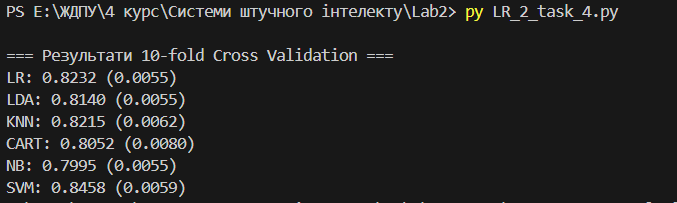 PS E:\ЖДПУ\4 курс\Системи штучного інтелекту\Lab2> py LR_2_task_4.py
=== Результати 10-fold Cross Validation ===
LR: 0.8232 (0.0055)
LDA: 0.8140 (0.0055)
KNN: 0.8215 (0.0062)
CART: 0.8052 (0.0080)
NB: 0.7995 (0.0055)
SVM: 0.8458 (0.0059)